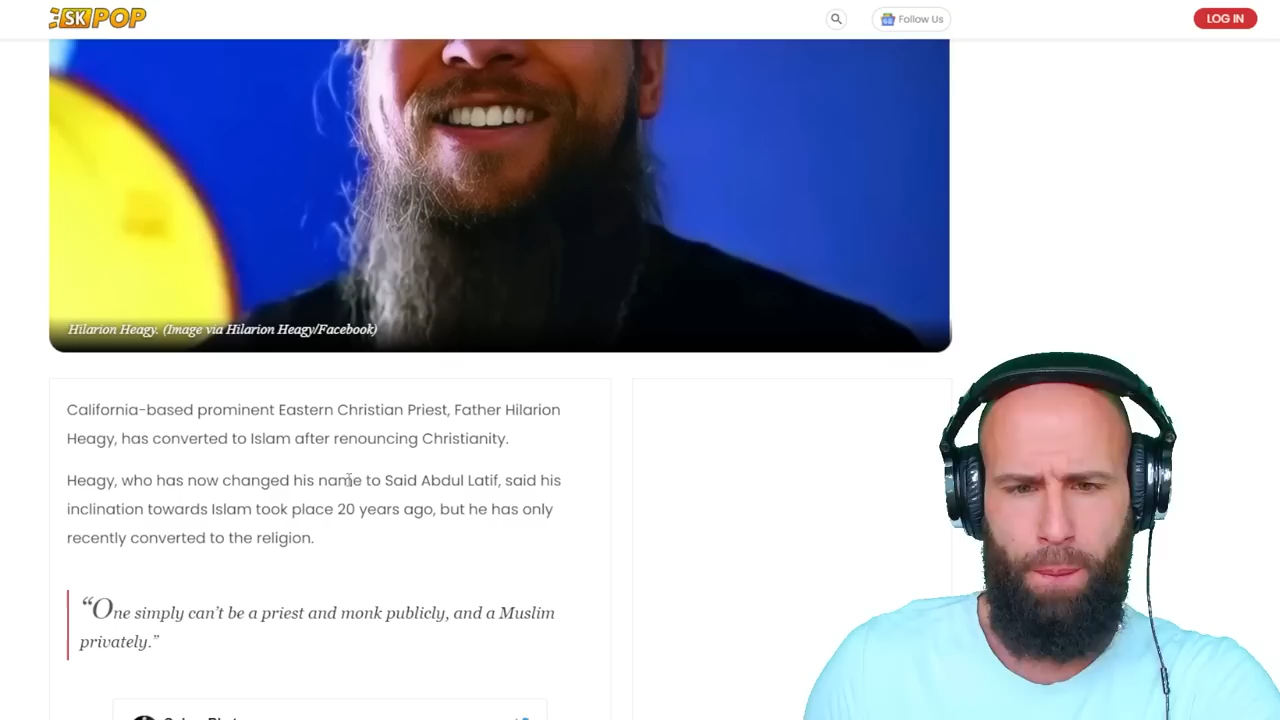 SK POP
Follow Us
LOG IN
Hilarion Heagy. (Image via Hilarion Heagy/Facebook)
California-based prominent Eastern Christian Priest, Father Hilarion
Heagy, has converted to Islam after renouncing Christianity.
Heagy, who has now changed his name to Said Abdul Latif, said his
inclination towards Islam took place 20 years ago, but he has only
recently converted to the religion.
“One simply can’t be a priest and monk publicly, and a Muslim
privately.”